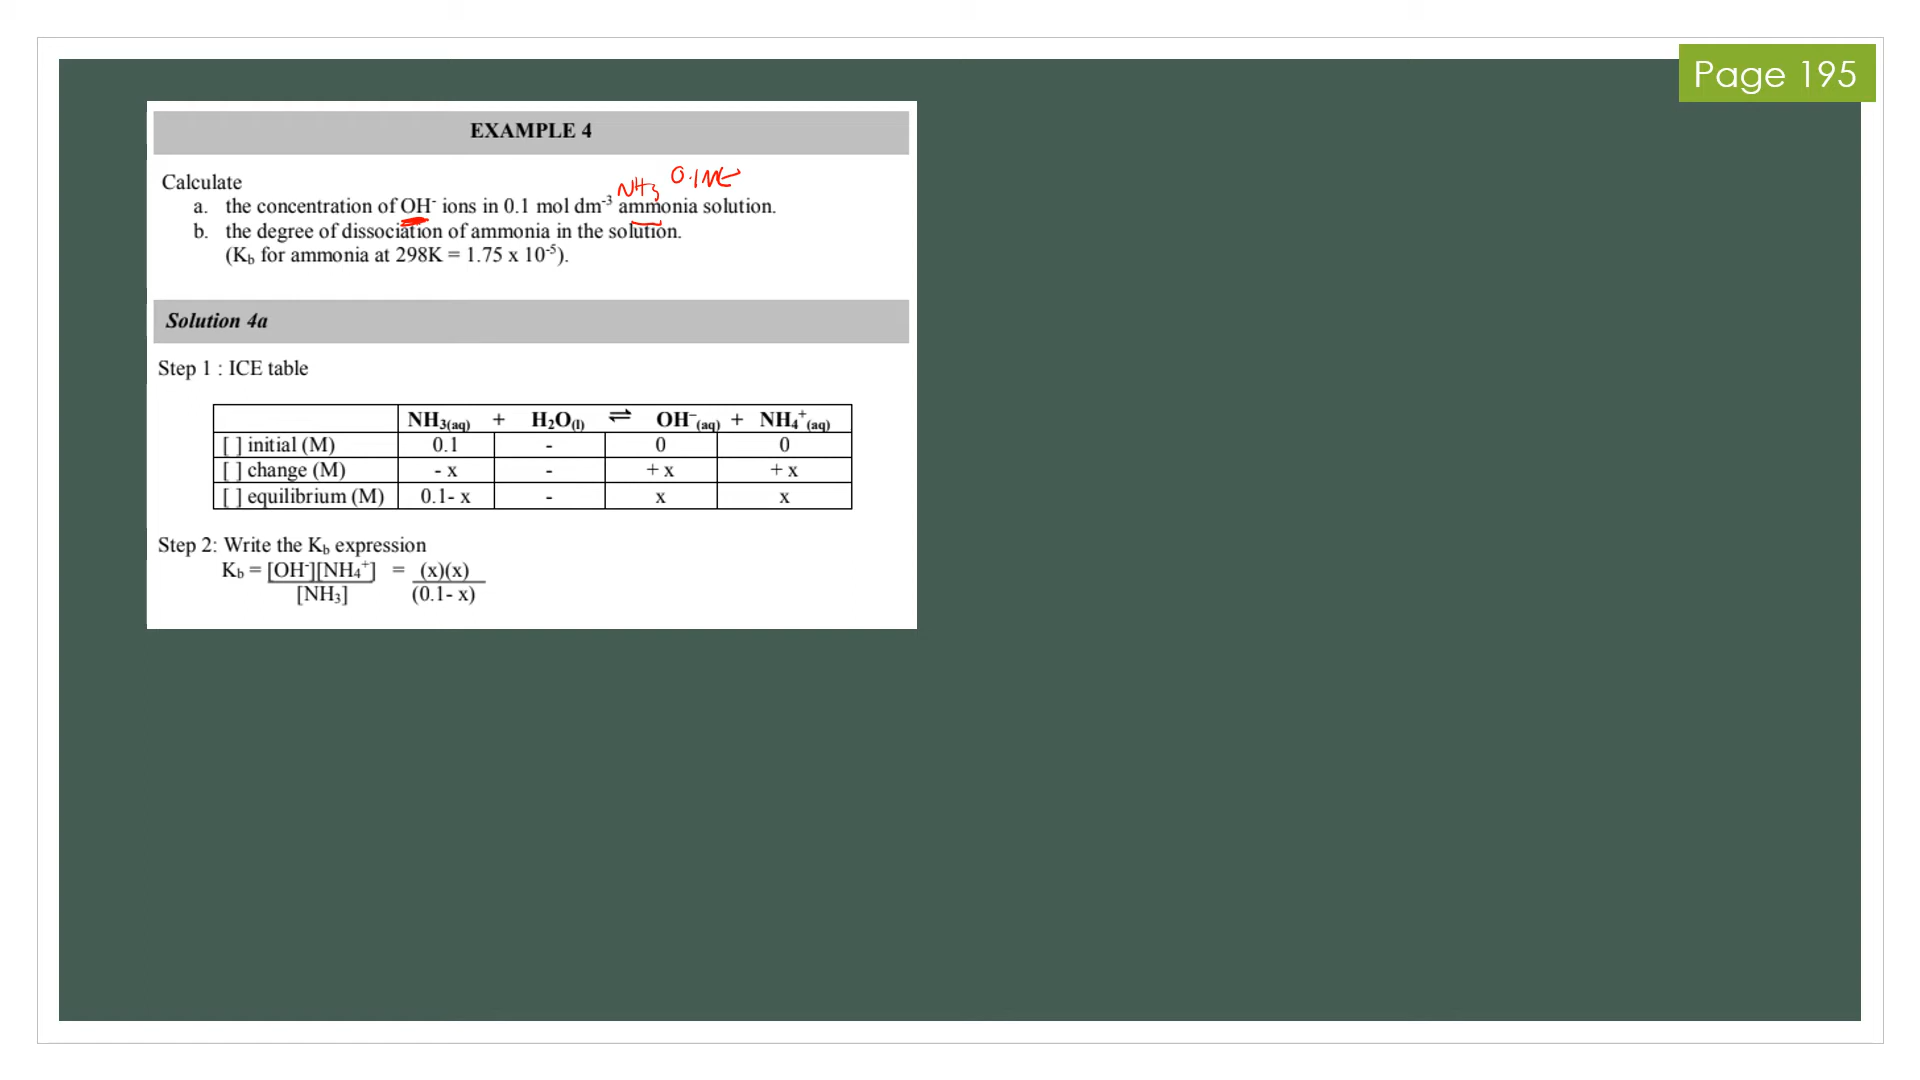 Page 195
EXAMPLE 4
Calculate
NH₃ 0.1M
a. the concentration of OH⁻ ions in 0.1 mol dm⁻³ ammonia solution.
b. the degree of dissociation of ammonia in the solution.
(K_b for ammonia at 298K = 1.75 x 10⁻⁵).
Solution 4a
Step 1 : ICE table
NH₃(aq) + H₂O(l) ⇌ OH⁻(aq) + NH₄⁺(aq)
[ ] initial (M) 0.1 - 0 0
[ ] change (M) - x - + x + x
[ ] equilibrium (M) 0.1- x - x x
Step 2: Write the K_b expression
K_b = [OH⁻][NH₄⁺] = (x)(x)
[NH₃] (0.1- x)